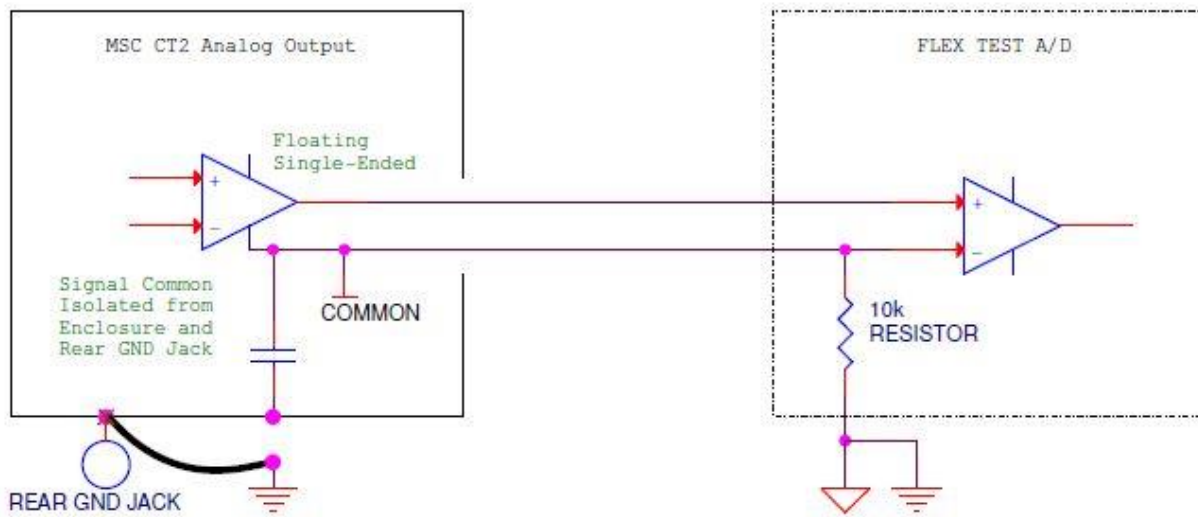 MSC CT2 Analog Output
FLEX TEST A/D
Floating
Single-Ended
+
-
+
-
Signal Common
Isolated from
Enclosure and
Rear GND Jack
COMMON
10k
RESISTOR
REAR GND JACK